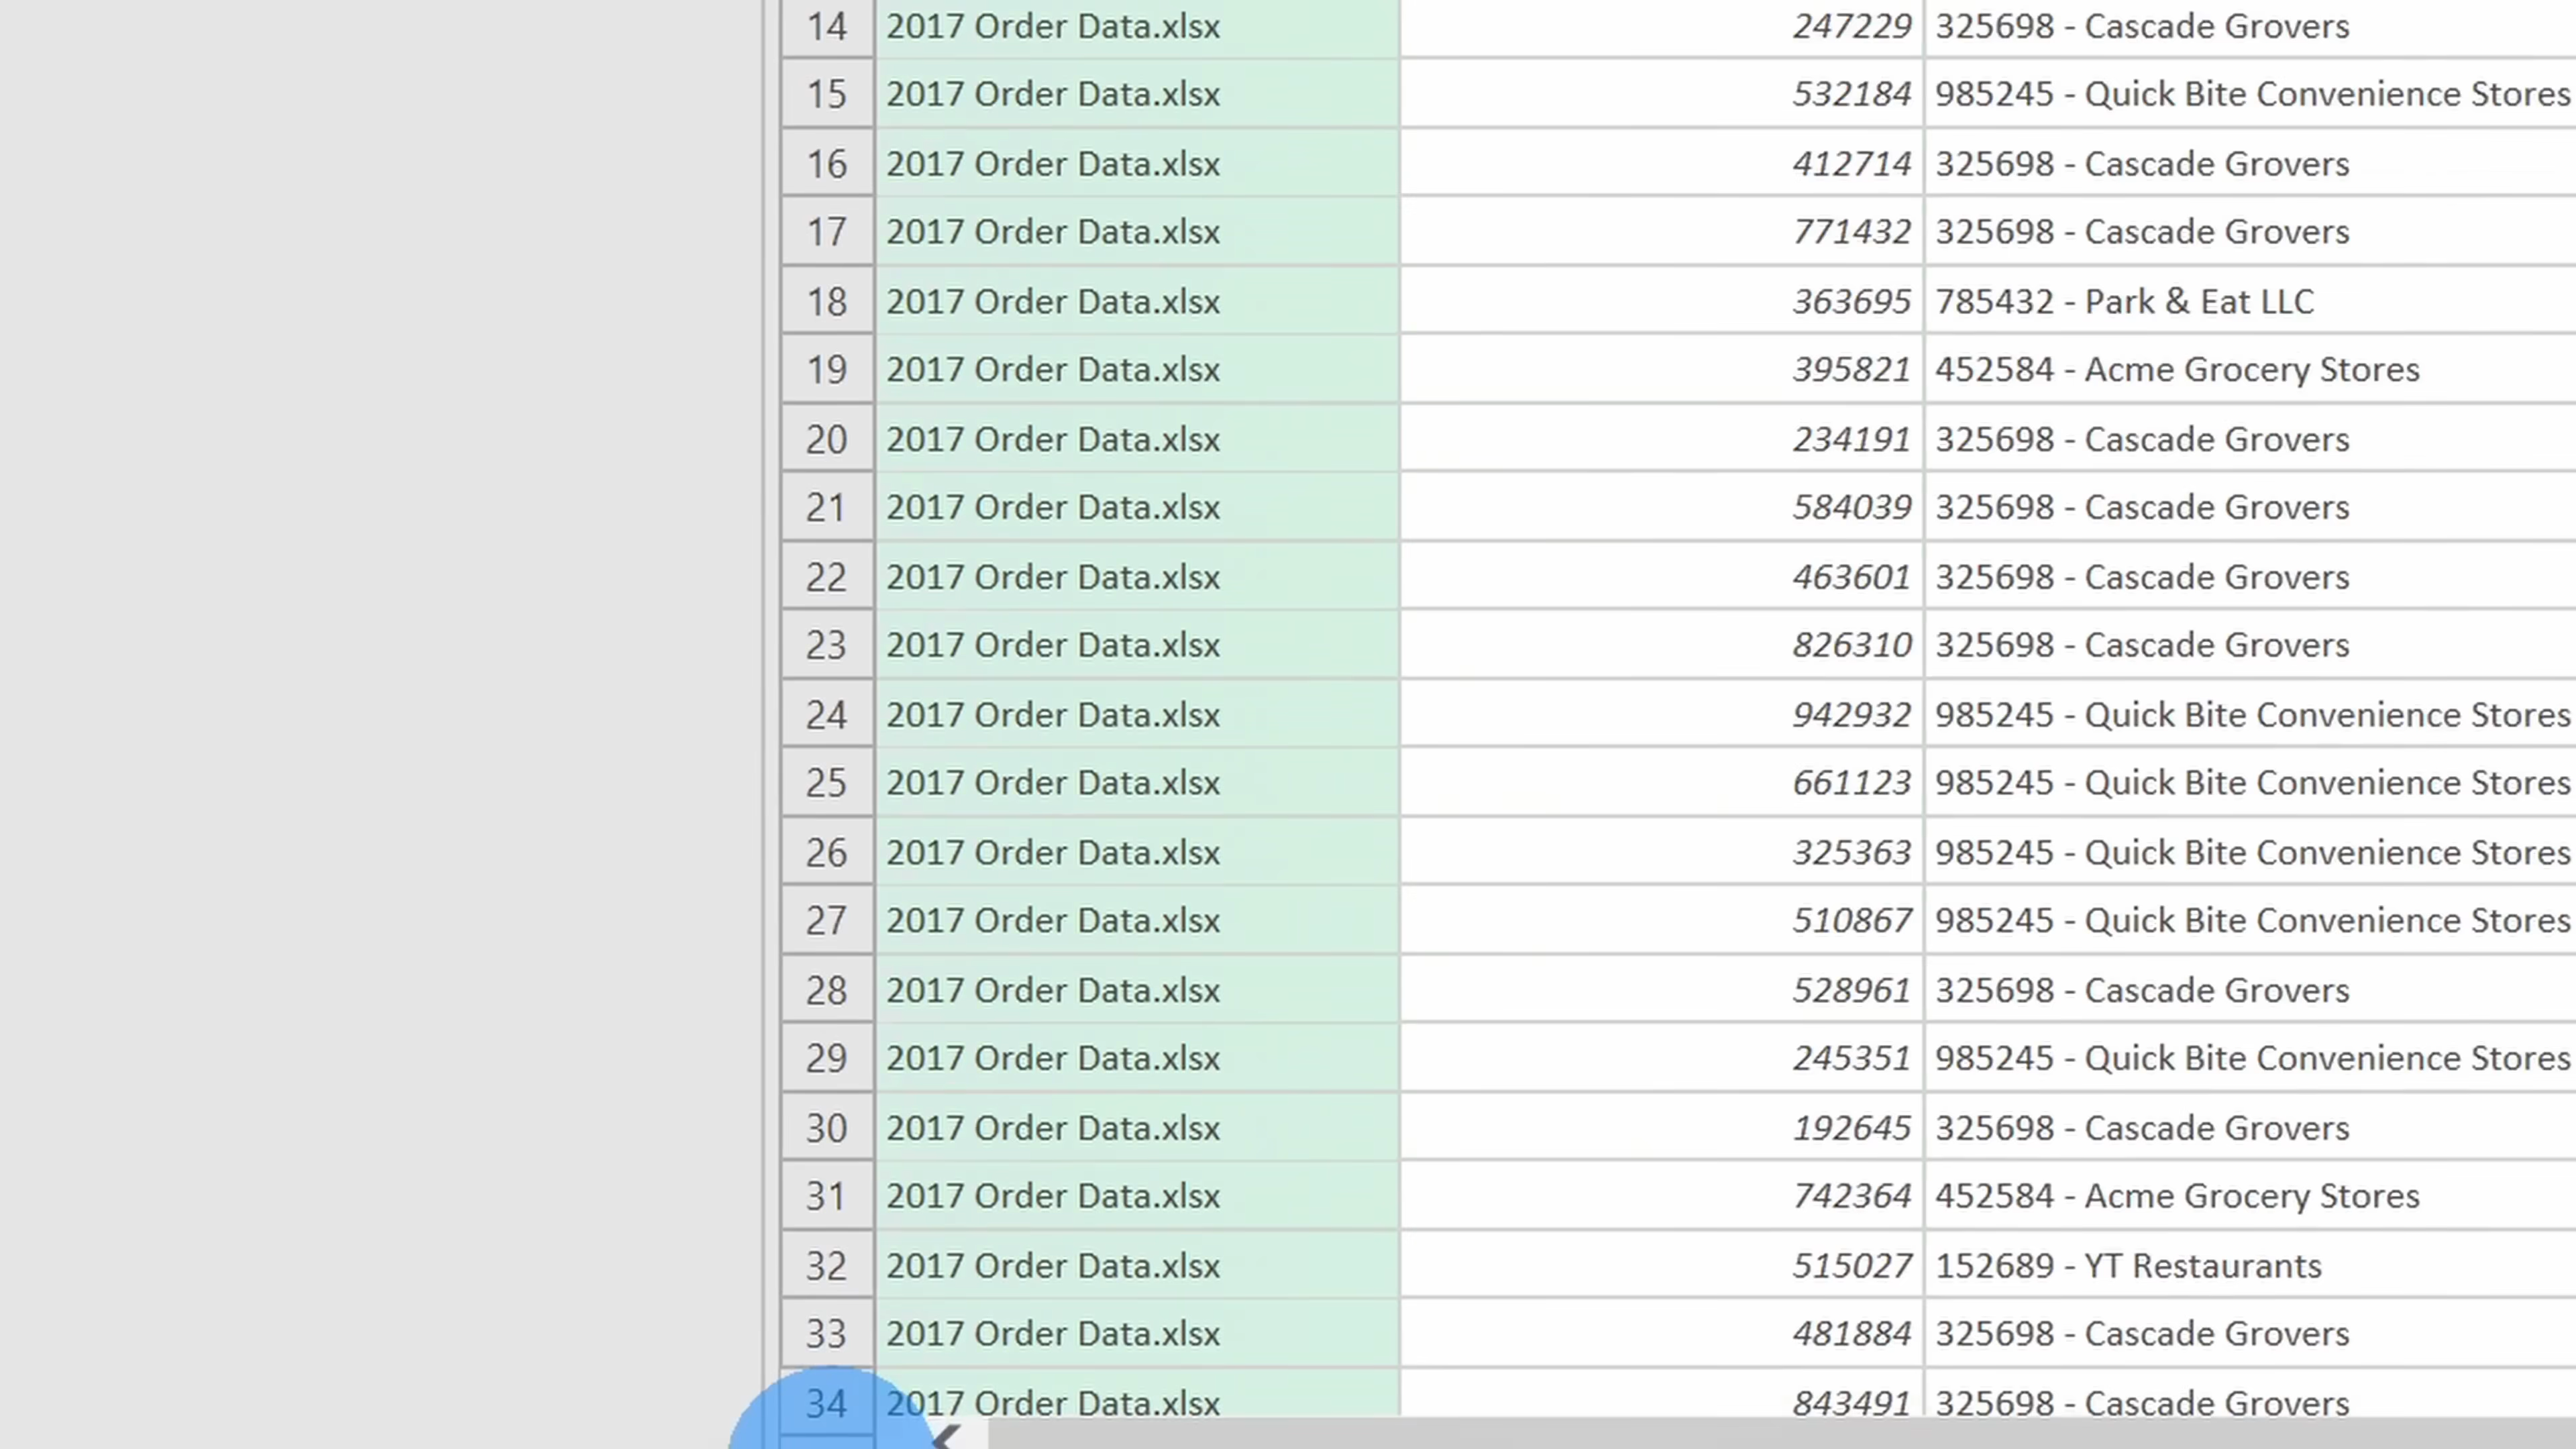 14 2017 Order Data.xlsx 247229 325698 - Cascade Grovers
15 2017 Order Data.xlsx 532184 985245 - Quick Bite Convenience Stores
16 2017 Order Data.xlsx 412714 325698 - Cascade Grovers
17 2017 Order Data.xlsx 771432 325698 - Cascade Grovers
18 2017 Order Data.xlsx 363695 785432 - Park & Eat LLC
19 2017 Order Data.xlsx 395821 452584 - Acme Grocery Stores
20 2017 Order Data.xlsx 234191 325698 - Cascade Grovers
21 2017 Order Data.xlsx 584039 325698 - Cascade Grovers
22 2017 Order Data.xlsx 463601 325698 - Cascade Grovers
23 2017 Order Data.xlsx 826310 325698 - Cascade Grovers
24 2017 Order Data.xlsx 942932 985245 - Quick Bite Convenience Stores
25 2017 Order Data.xlsx 661123 985245 - Quick Bite Convenience Stores
26 2017 Order Data.xlsx 325363 985245 - Quick Bite Convenience Stores
27 2017 Order Data.xlsx 510867 985245 - Quick Bite Convenience Stores
28 2017 Order Data.xlsx 528961 325698 - Cascade Grovers
29 2017 Order Data.xlsx 245351 985245 - Quick Bite Convenience Stores
30 2017 Order Data.xlsx 192645 325698 - Cascade Grovers
31 2017 Order Data.xlsx 742364 452584 - Acme Grocery Stores
32 2017 Order Data.xlsx 515027 152689 - YT Restaurants
33 2017 Order Data.xlsx 481884 325698 - Cascade Grovers
34 2017 Order Data.xlsx 843491 325698 - Cascade Grovers